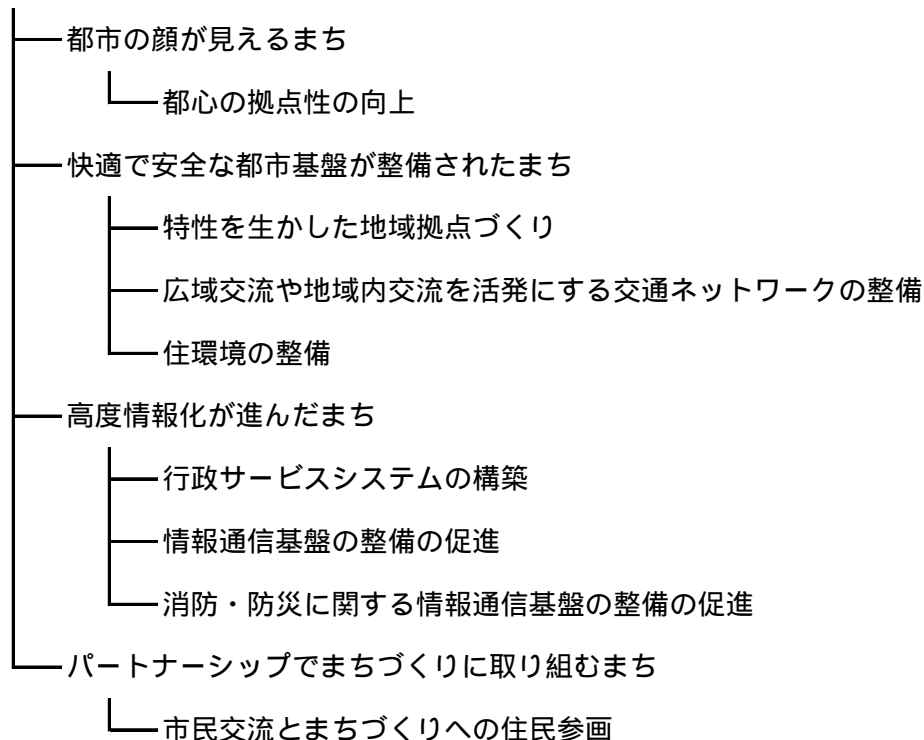 都市の顔が見えるまち
都心の拠点性の向上
快適で安全な都市基盤が整備されたまち
特性を生かした地域拠点づくり
広域交流や地域内交流を活発にする交通ネットワークの整備
住環境の整備
高度情報化が進んだまち
行政サービスシステムの構築
情報通信基盤の整備の促進
消防・防災に関する情報通信基盤の整備の促進
パートナーシップでまちづくりに取り組むまち
市民交流とまちづくりへの住民参画